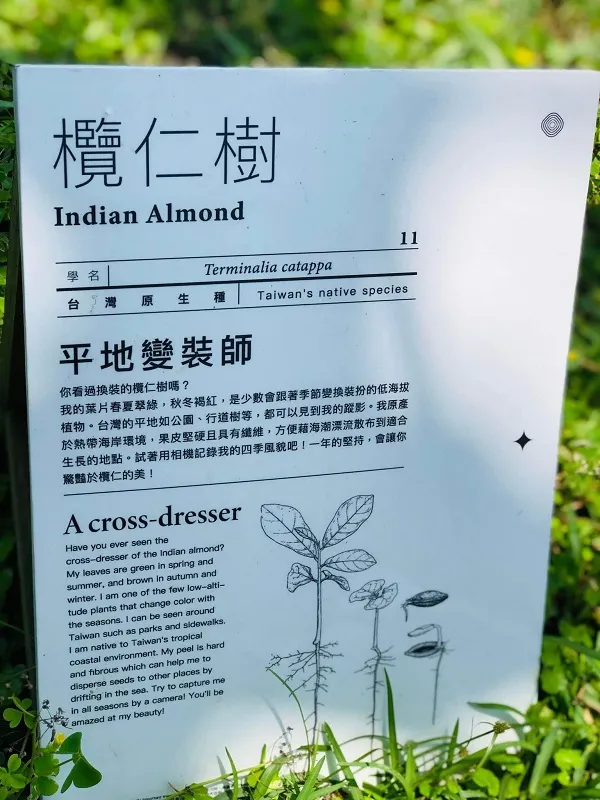 欖仁樹
Indian Almond
11
學名 Terminalia catappa
台灣原生種 Taiwan's native species
平地變裝師
你看過換裝的欖仁樹嗎？
我的葉片春夏翠綠，秋冬褐紅，是少數會跟著季節變換裝扮的低海拔
植物。台灣的平地如公園、行道樹等，都可以見到我的蹤影。我原產
於熱帶海岸環境，果皮堅硬且具有纖維，方便藉海潮漂流散布到適合
生長的地點。試著用相機記錄我的四季風貌吧！一年的堅持，會讓你
驚豔於欖仁的美！
A cross-dresser
Have you ever seen the
cross-dresser of the Indian almond?
My leaves are green in spring and
summer, and brown in autumn and
winter. I am one of the few low-alti-
tude plants that change color with
the seasons. I can be seen around
Taiwan such as parks and sidewalks.
I am native to Taiwan's tropical
coastal environment. My peel is hard
and fibrous which can help me to
disperse seeds to other places by
drifting in the sea. Try to capture me
in all seasons by a camera! You'll be
amazed at my beauty!